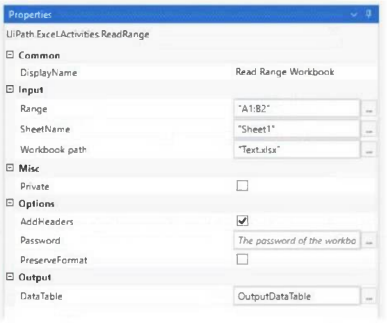 Properties
UiPath.Excel.Activities.ReadRange
Common
DisplayName Read Range Workbook
Input
Range "A1:B2" ...
SheetName "Sheet1" ...
Workbook path "Text.xlsx" ...
Misc
Private
Options
AddHeaders
Password The password of the workbo ...
PreserveFormat
Output
DataTable OutputDataTable ...